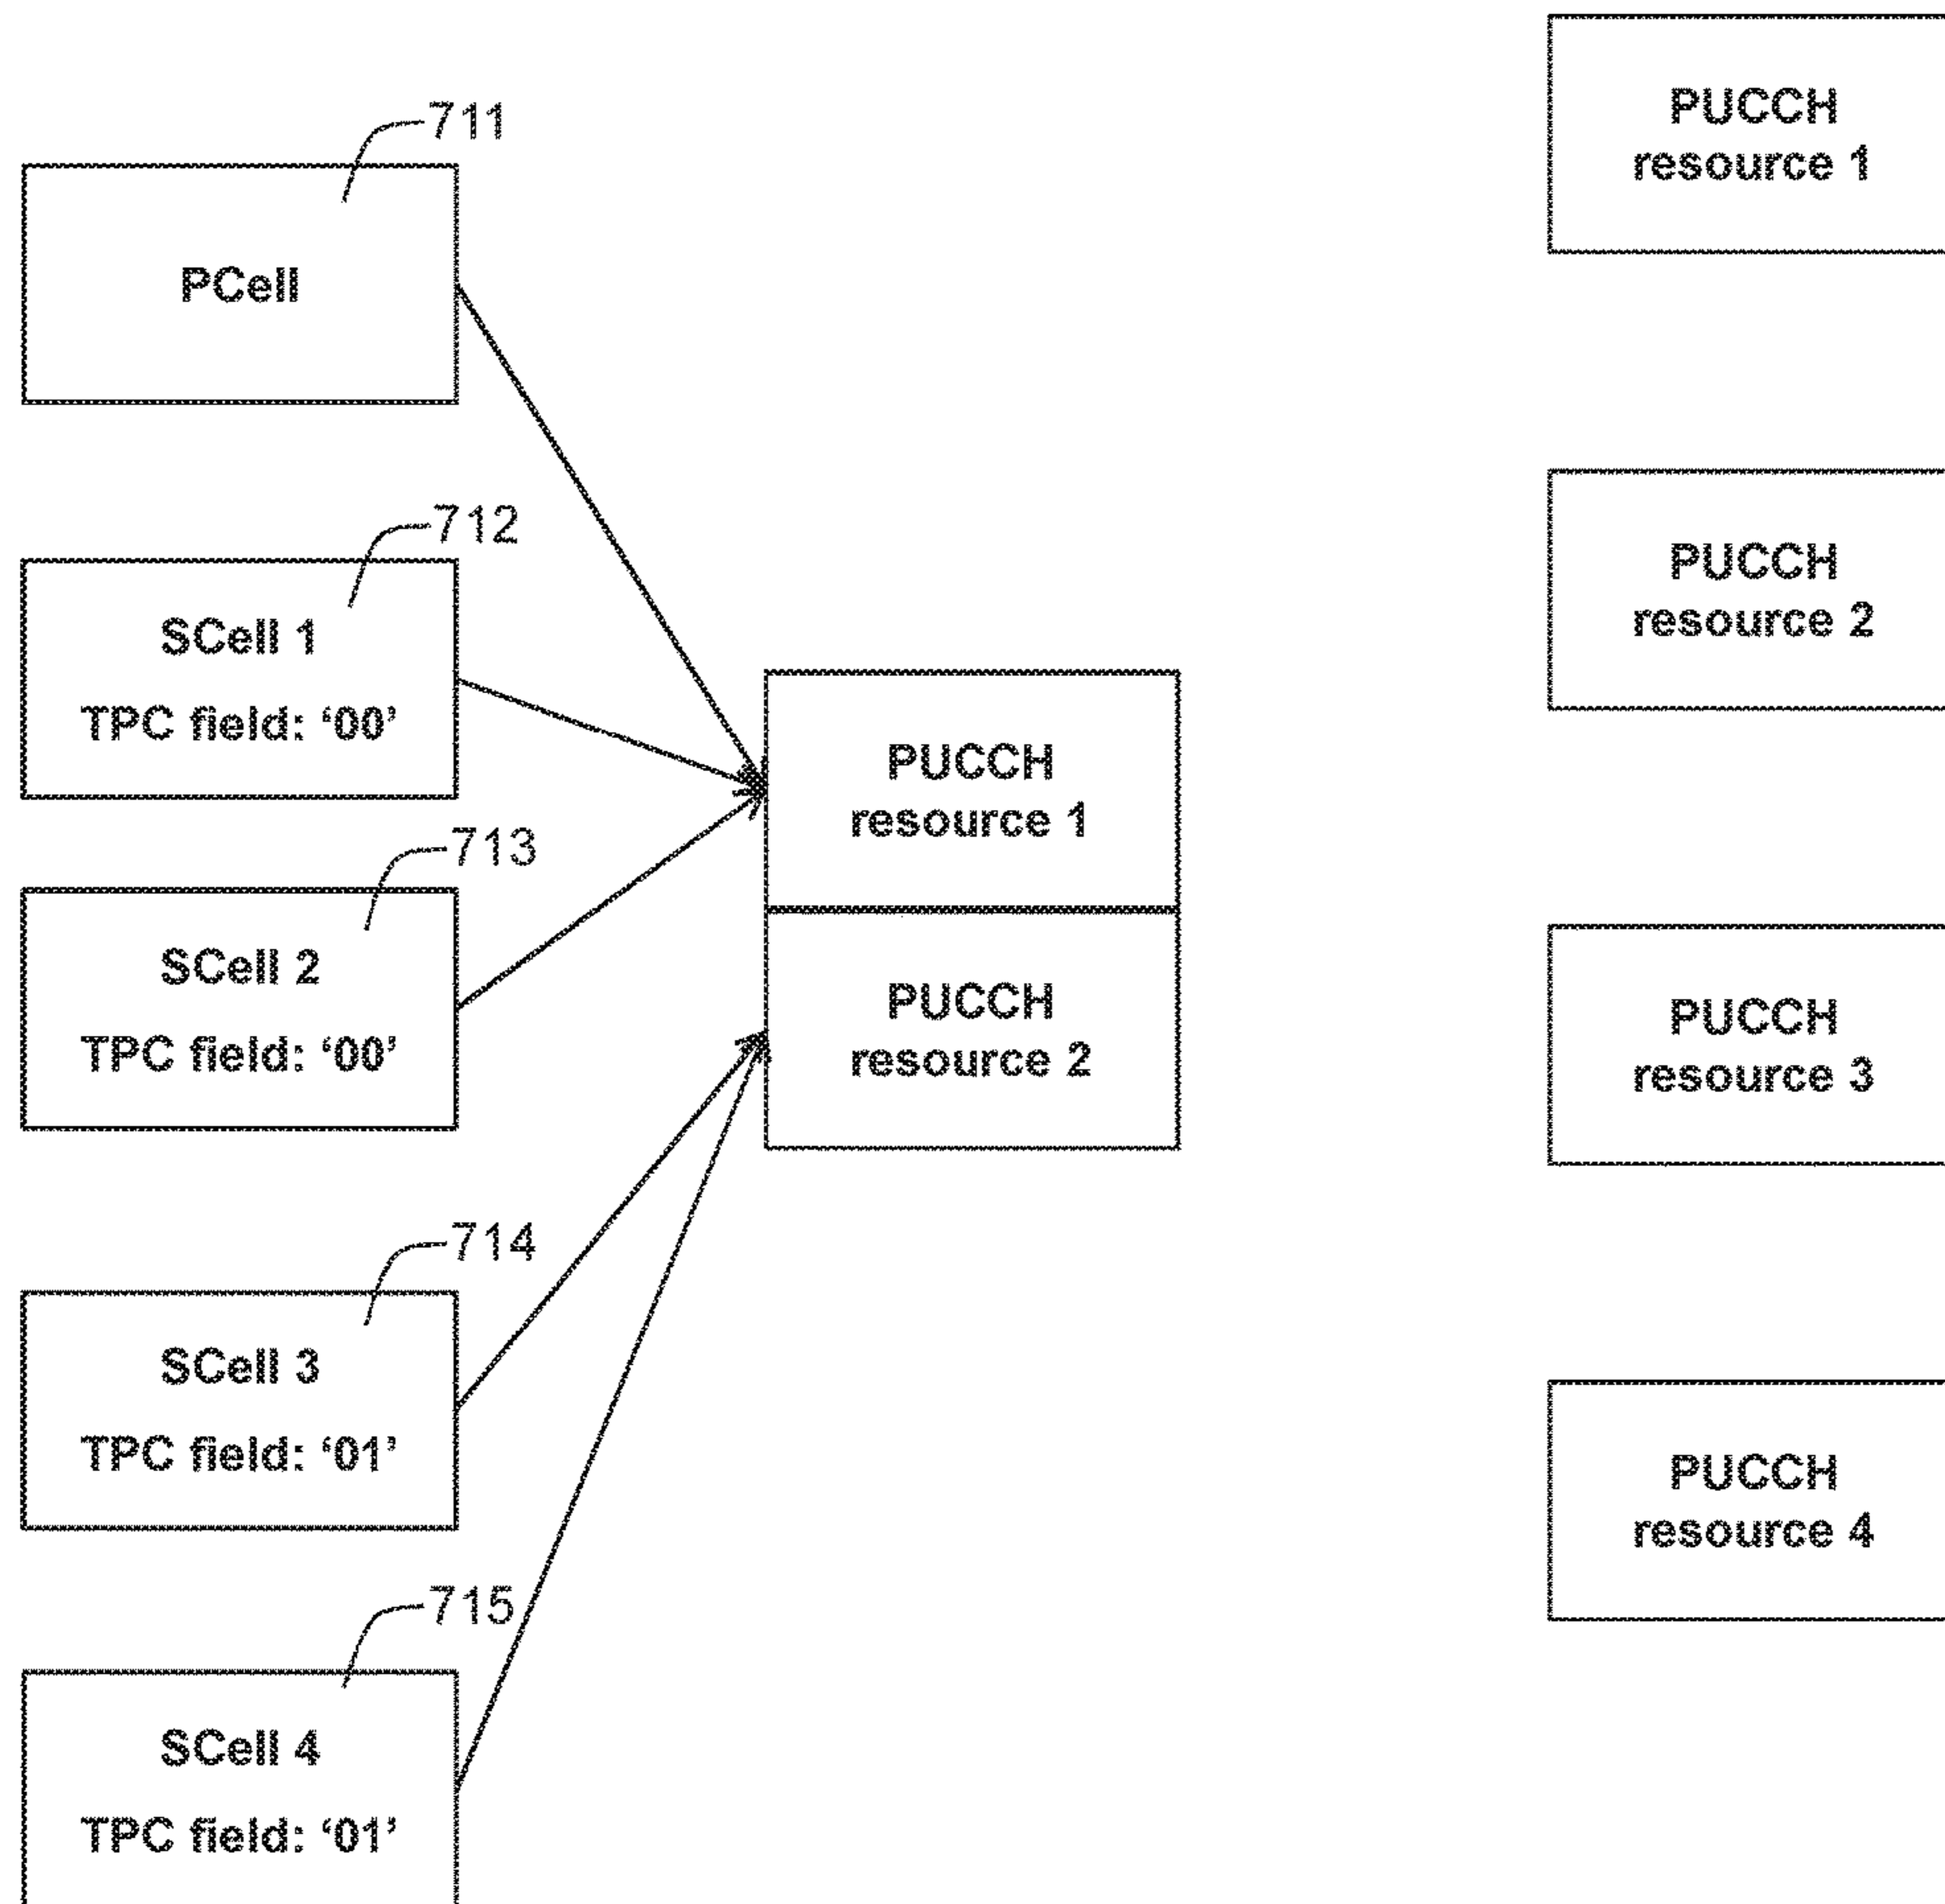 711
PCell
712
SCell 1
TPC field: ‘00’
713
SCell 2
TPC field: ‘00’
714
SCell 3
TPC field: ‘01’
715
SCell 4
TPC field: ‘01’
PUCCH
resource 1
PUCCH
resource 2
PUCCH
resource 1
PUCCH
resource 2
PUCCH
resource 3
PUCCH
resource 4